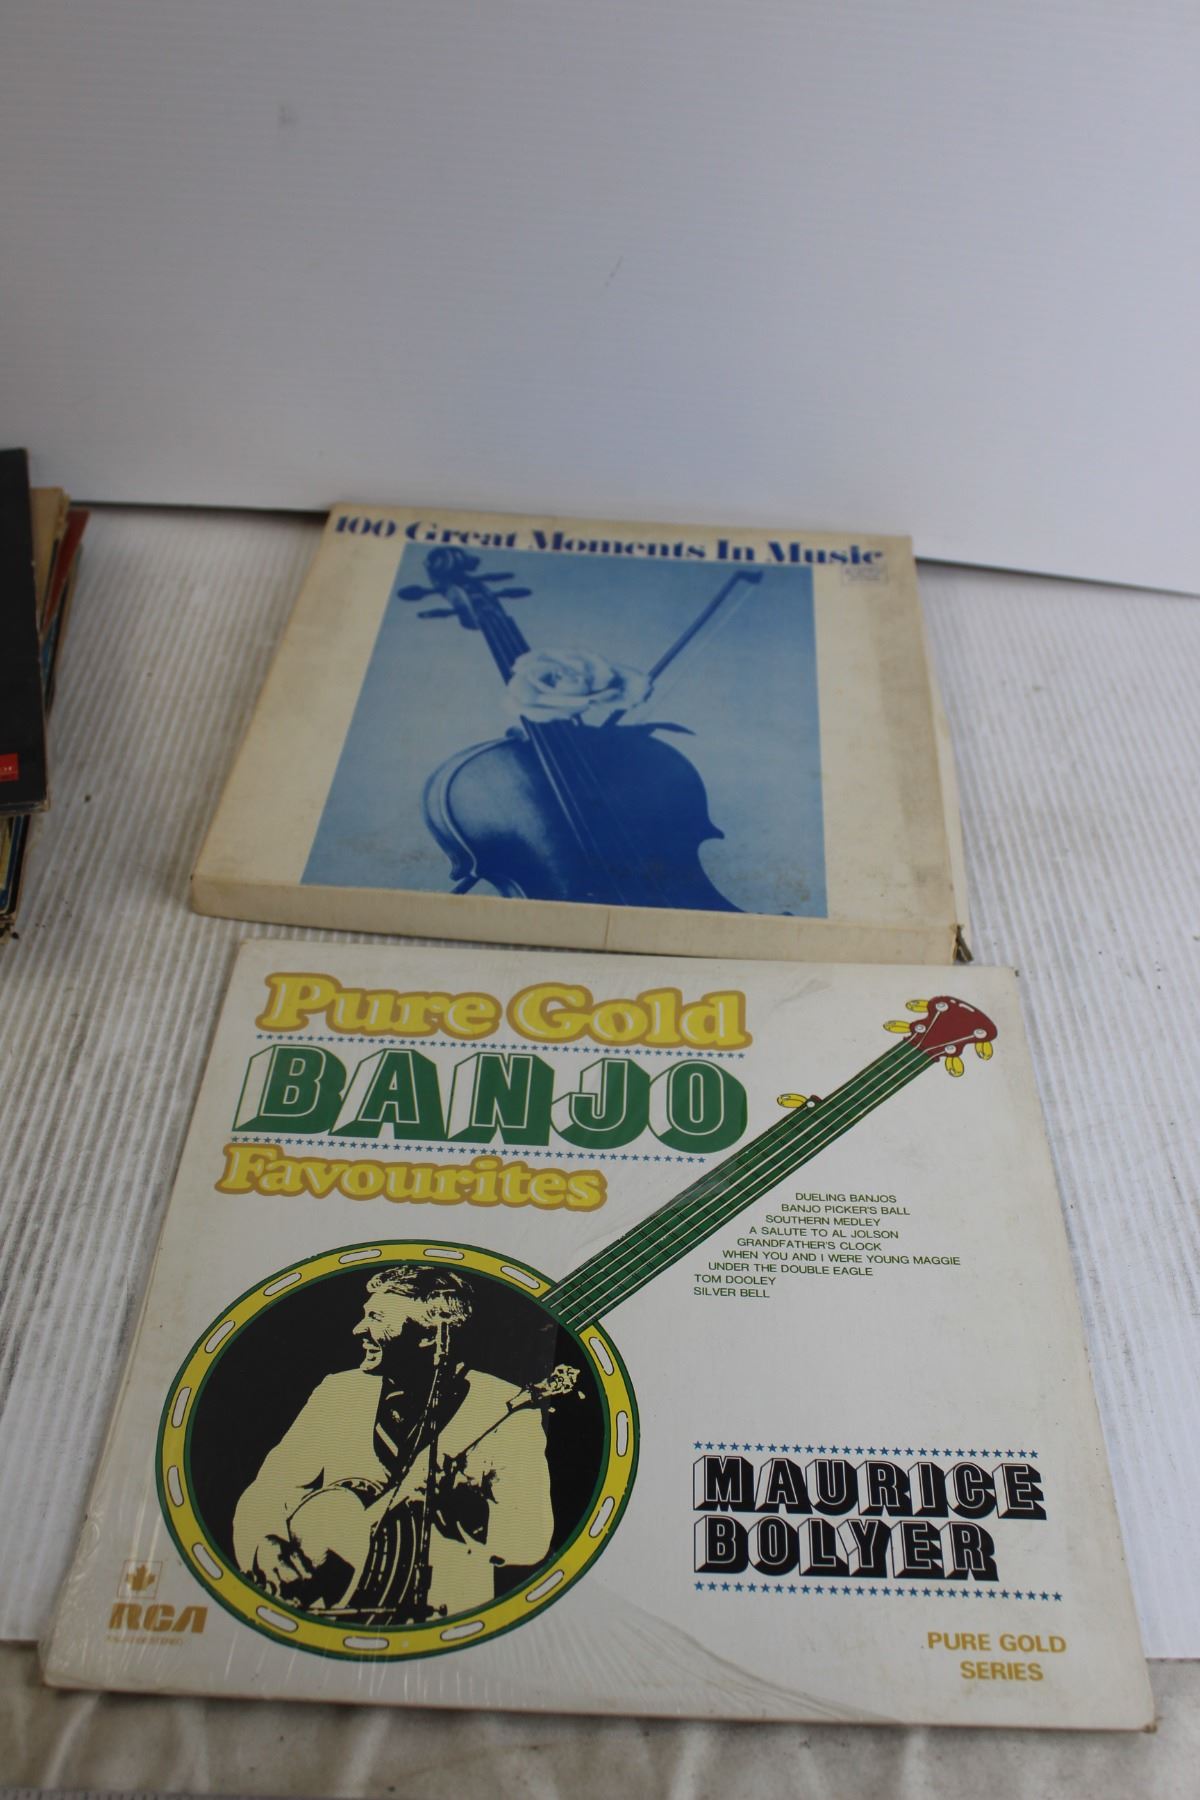 100 Great Moments In Music
Pure Gold
BANJO
Favourites
DUELING BANJOS
BANJO PICKER'S BALL
SOUTHERN MEDLEY
A SALUTE TO AL JOLSON
GRANDFATHER'S CLOCK
WHEN YOU AND I WERE YOUNG MAGGIE
UNDER THE DOUBLE EAGLE
TOM DOOLEY
SILVER BELL
MAURICE
BOLYER
RCA
PURE GOLD
SERIES